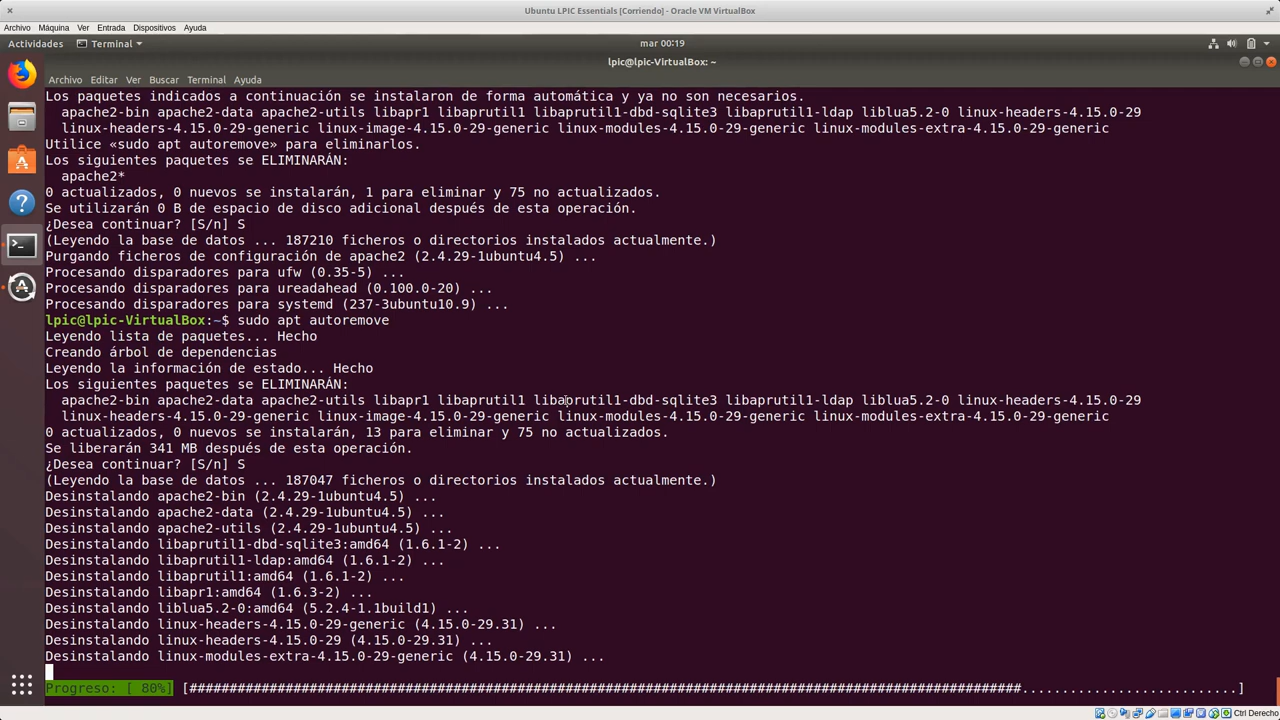 Ubuntu LPIC Essentials [Corriendo] - Oracle VM VirtualBox
Archivo Máquina Ver Entrada Dispositivos Ayuda
Actividades Terminal mar 00:19
lpic@lpic-VirtualBox: ~
Archivo Editar Ver Buscar Terminal Ayuda
Los paquetes indicados a continuación se instalaron de forma automática y ya no son necesarios.
apache2-bin apache2-data apache2-utils libapr1 libaprutil1 libaprutil1-dbd-sqlite3 libaprutil1-ldap liblua5.2-0 linux-headers-4.15.0-29
linux-headers-4.15.0-29-generic linux-image-4.15.0-29-generic linux-modules-4.15.0-29-generic linux-modules-extra-4.15.0-29-generic
Utilice «sudo apt autoremove» para eliminarlos.
Los siguientes paquetes se ELIMINARÁN:
apache2*
0 actualizados, 0 nuevos se instalarán, 1 para eliminar y 75 no actualizados.
Se utilizarán 0 B de espacio de disco adicional después de esta operación.
¿Desea continuar? [S/n] S
(Leyendo la base de datos ... 187210 ficheros o directorios instalados actualmente.)
Purgando ficheros de configuración de apache2 (2.4.29-1ubuntu4.5) ...
Procesando disparadores para ufw (0.35-5) ...
Procesando disparadores para ureadahead (0.100.0-20) ...
Procesando disparadores para systemd (237-3ubuntu10.9) ...
lpic@lpic-VirtualBox:~$ sudo apt autoremove
Leyendo lista de paquetes... Hecho
Creando árbol de dependencias
Leyendo la información de estado... Hecho
Los siguientes paquetes se ELIMINARÁN:
apache2-bin apache2-data apache2-utils libapr1 libaprutil1 libaprutil1-dbd-sqlite3 libaprutil1-ldap liblua5.2-0 linux-headers-4.15.0-29
linux-headers-4.15.0-29-generic linux-image-4.15.0-29-generic linux-modules-4.15.0-29-generic linux-modules-extra-4.15.0-29-generic
0 actualizados, 0 nuevos se instalarán, 13 para eliminar y 75 no actualizados.
Se liberarán 341 MB después de esta operación.
¿Desea continuar? [S/n] S
(Leyendo la base de datos ... 187047 ficheros o directorios instalados actualmente.)
Desinstalando apache2-bin (2.4.29-1ubuntu4.5) ...
Desinstalando apache2-data (2.4.29-1ubuntu4.5) ...
Desinstalando apache2-utils (2.4.29-1ubuntu4.5) ...
Desinstalando libaprutil1-dbd-sqlite3:amd64 (1.6.1-2) ...
Desinstalando libaprutil1-ldap:amd64 (1.6.1-2) ...
Desinstalando libaprutil1:amd64 (1.6.1-2) ...
Desinstalando libapr1:amd64 (1.6.3-2) ...
Desinstalando liblua5.2-0:amd64 (5.2.4-1.1build1) ...
Desinstalando linux-headers-4.15.0-29-generic (4.15.0-29.31) ...
Desinstalando linux-headers-4.15.0-29 (4.15.0-29.31) ...
Desinstalando linux-modules-extra-4.15.0-29-generic (4.15.0-29.31) ...
Progreso: [ 80%] [########################################################################################################...........................]
Ctrl Derecho